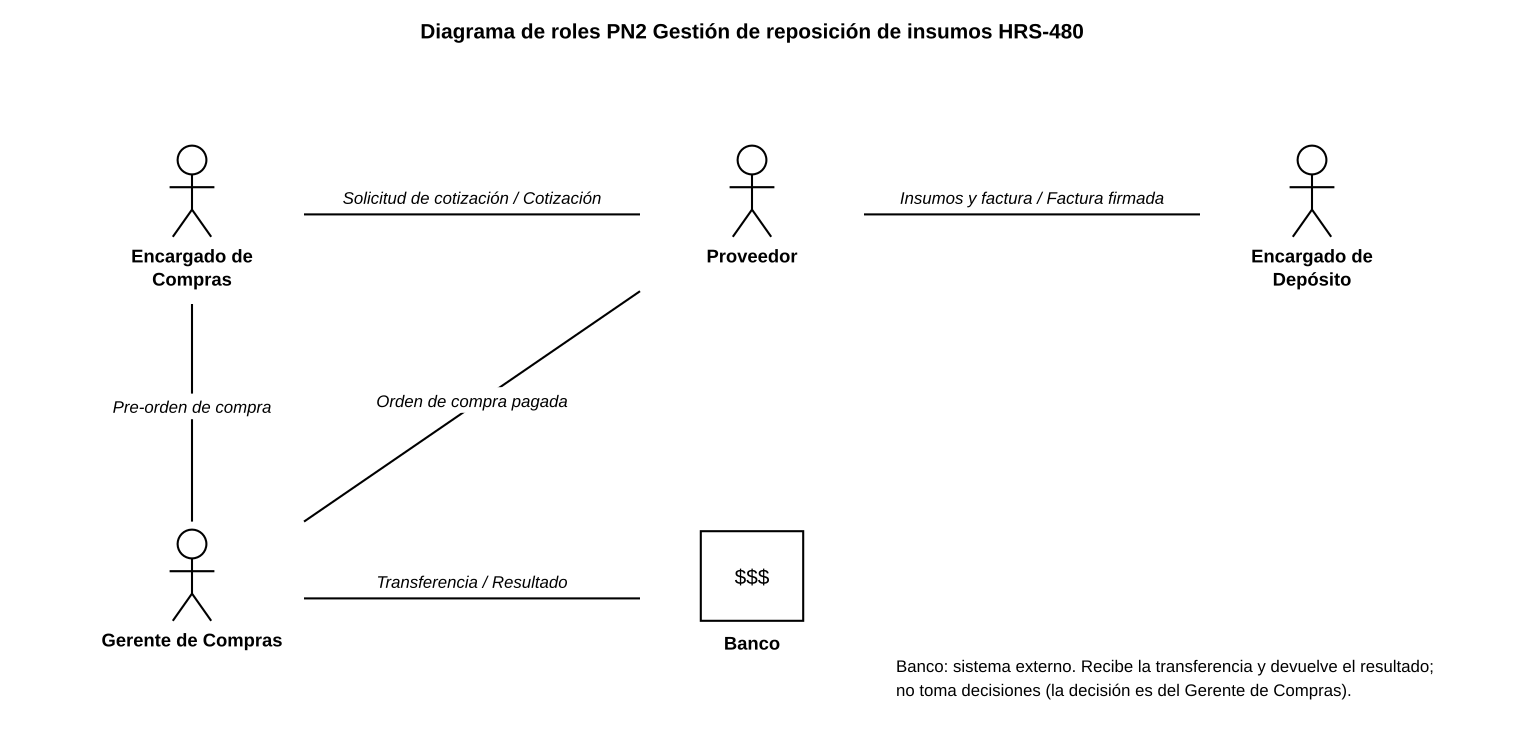 Diagrama de roles PN2 Gestión de reposición de insumos HRS-480
Solicitud de cotización / Cotización
Insumos y factura / Factura firmada
Encargado de
Compras
Proveedor
Encargado de
Depósito
Pre-orden de compra
Orden de compra pagada
Transferencia / Resultado
$$$
Gerente de Compras
Banco
Banco: sistema externo. Recibe la transferencia y devuelve el resultado;
no toma decisiones (la decisión es del Gerente de Compras).